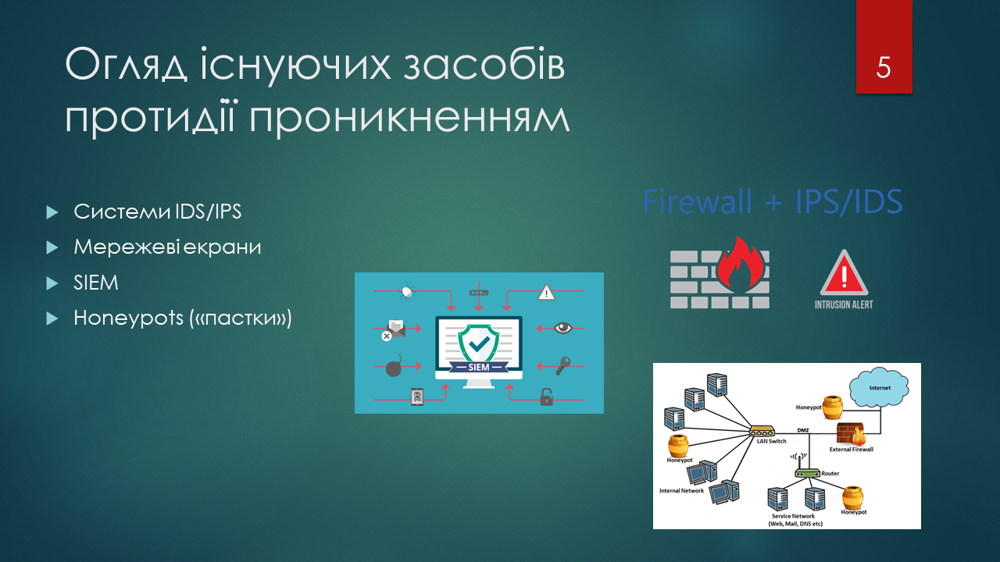 Огляд існуючих засобів
протидії проникненням
5
Системи IDS/IPS
Мережеві екрани
SIEM
Honeypots («пастки»)
SIEM
Firewall + IPS/IDS
INTRUSION ALERT
Internet
Honeypot
DMZ
External Firewall
LAN Switch
Honeypot
Router
Internal Network
Honeypot
Service Network
(Web, Mail, DNS etc)